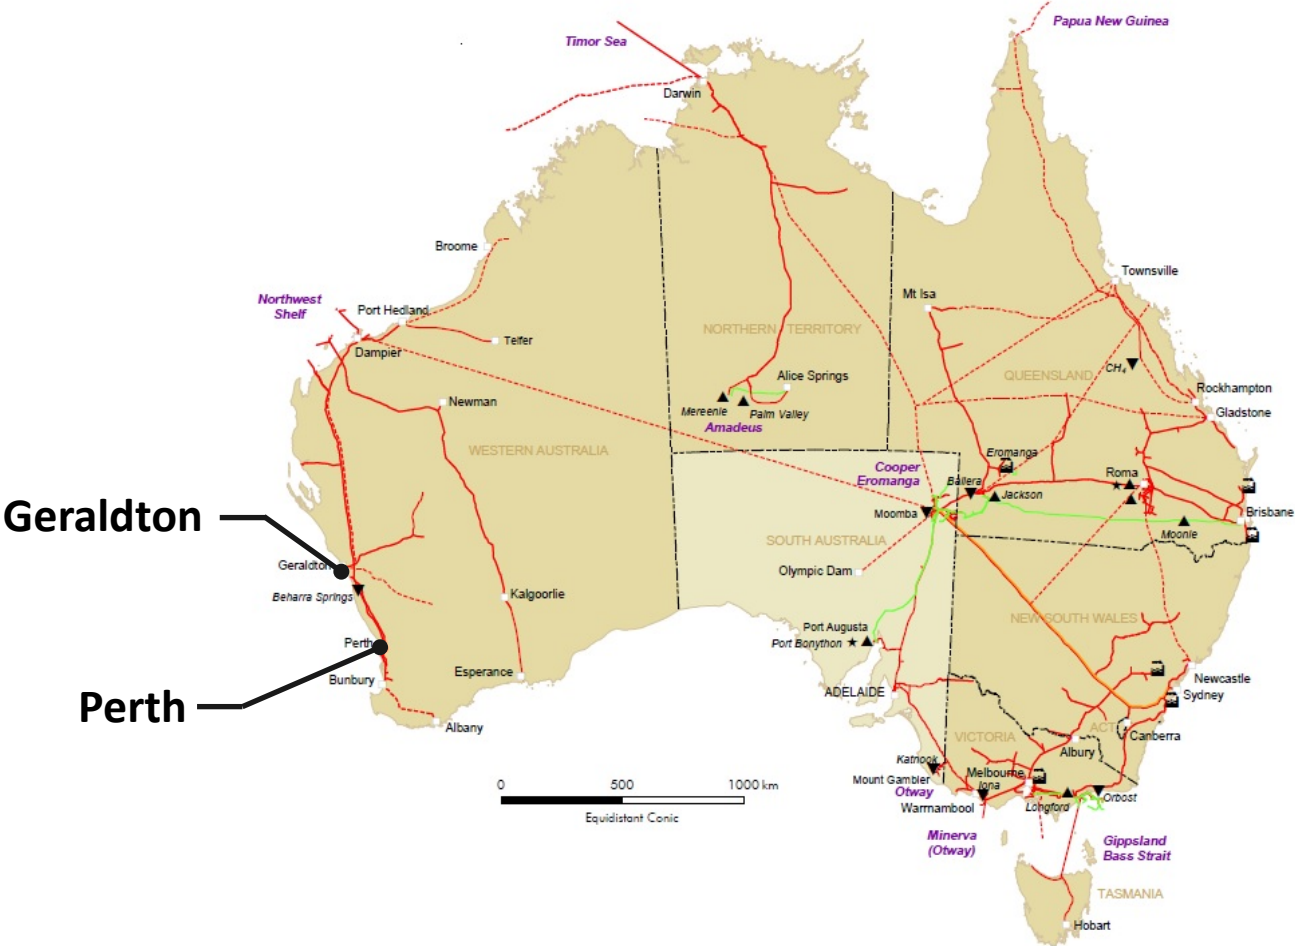 Papua New Guinea
Timor Sea
Darwin
Broome
Townsville
Northwest
Shelf
Port Hedland
Mt Isa
NORTHERN TERRITORY
Telfer
Dampier
CH4
QUEENSLAND
Alice Springs
Rockhampton
Newman
Mereenie
Palm Valley
Gladstone
Amadeus
WESTERN AUSTRALIA
Eromanga
Cooper
Eromanga
Roma
Ballera
Jackson
Geraldton
Moomba
Brisbane
Moonie
SOUTH AUSTRALIA
Geraldton
Olympic Dam
Beharra Springs
Kalgoorlie
NEW SOUTH WALES
Port Augusta
Port Bonython
Perth
Esperance
Bunbury
Newcastle
ADELAIDE
Sydney
Perth
Albany
ACT
VICTORIA
Canberra
Albury
Katnook
Melbourne
Mount Gambier
Iona
0 500 1000 km
Otway
Orbost
Warrnambool
Longford
Equidistant Conic
Minerva
(Otway)
Gippsland
Bass Strait
TASMANIA
Hobart